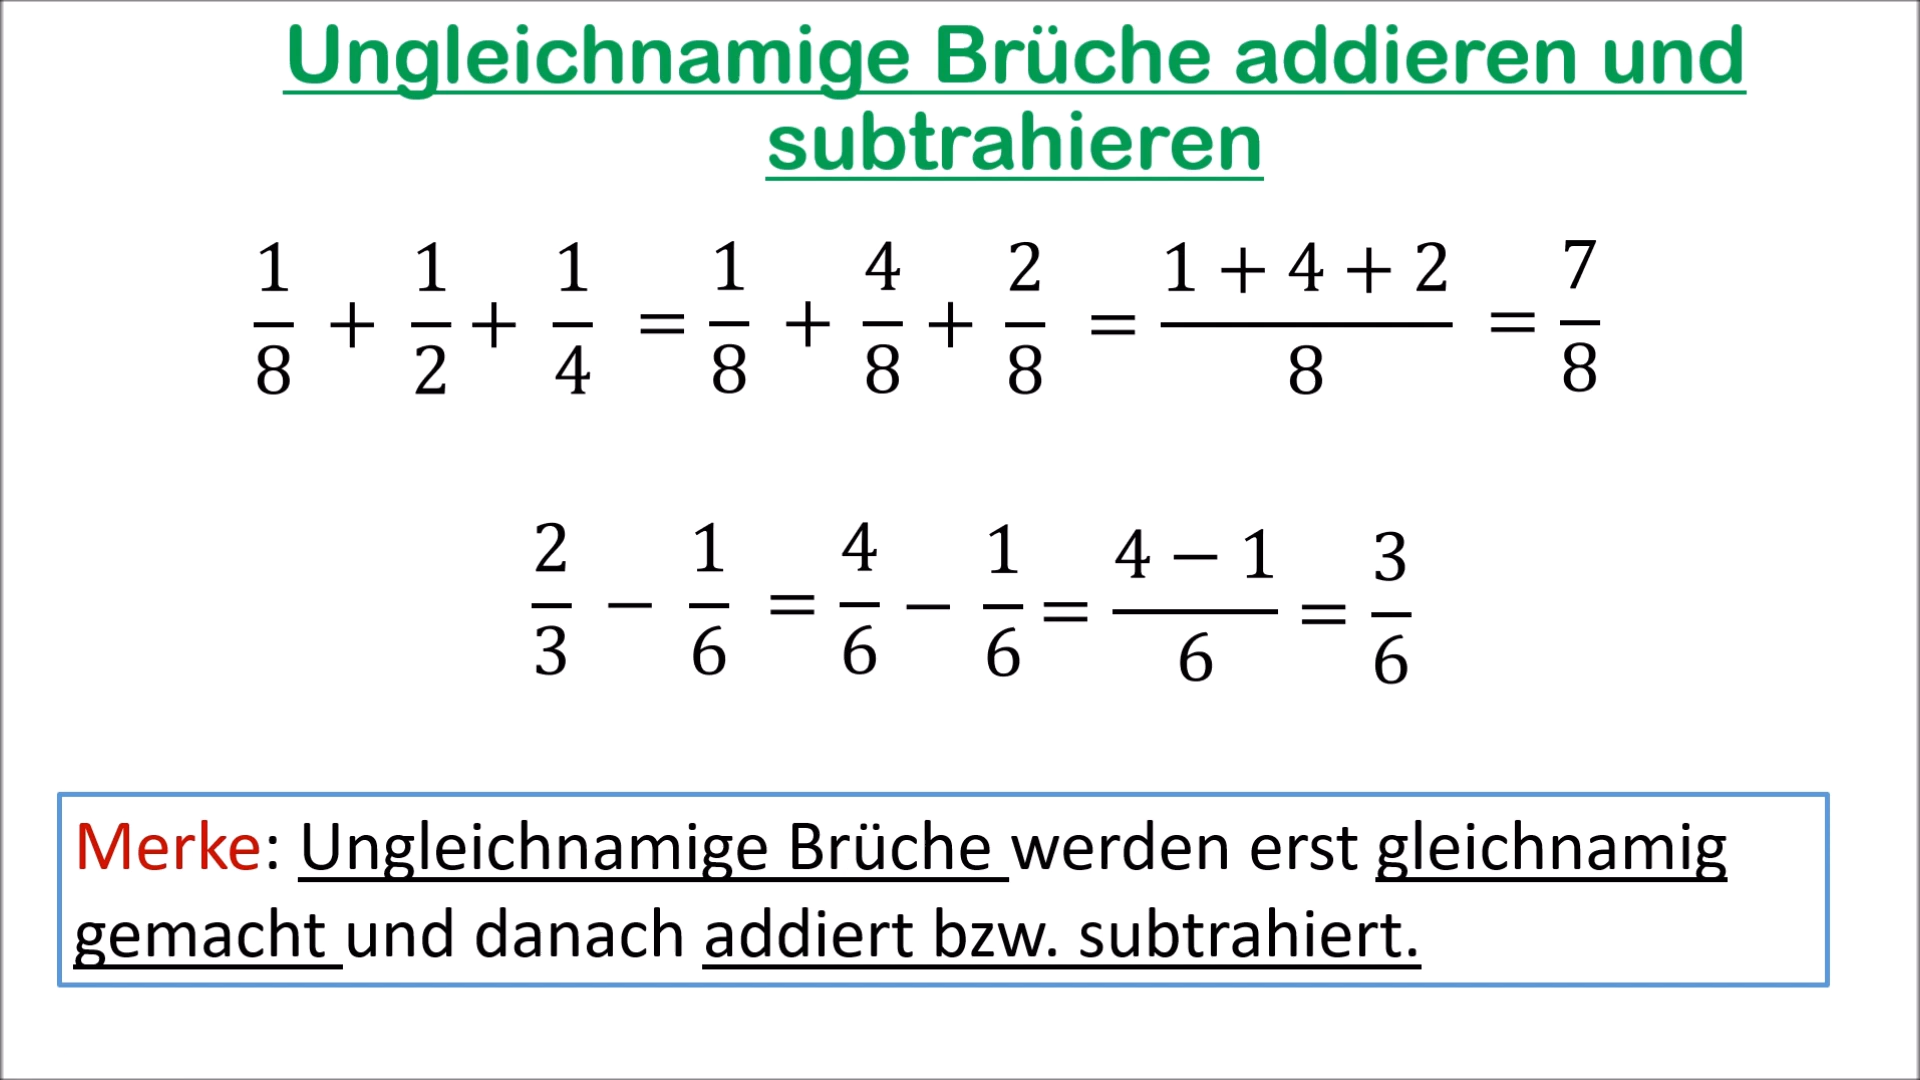 Ungleichnamige Brüche addieren und
subtrahieren
1/8 + 1/2 + 1/4 = 1/8 + 4/8 + 2/8 = (1 + 4 + 2)/8 = 7/8
2/3 − 1/6 = 4/6 − 1/6 = (4 − 1)/6 = 3/6
Merke: Ungleichnamige Brüche werden erst gleichnamig
gemacht und danach addiert bzw. subtrahiert.